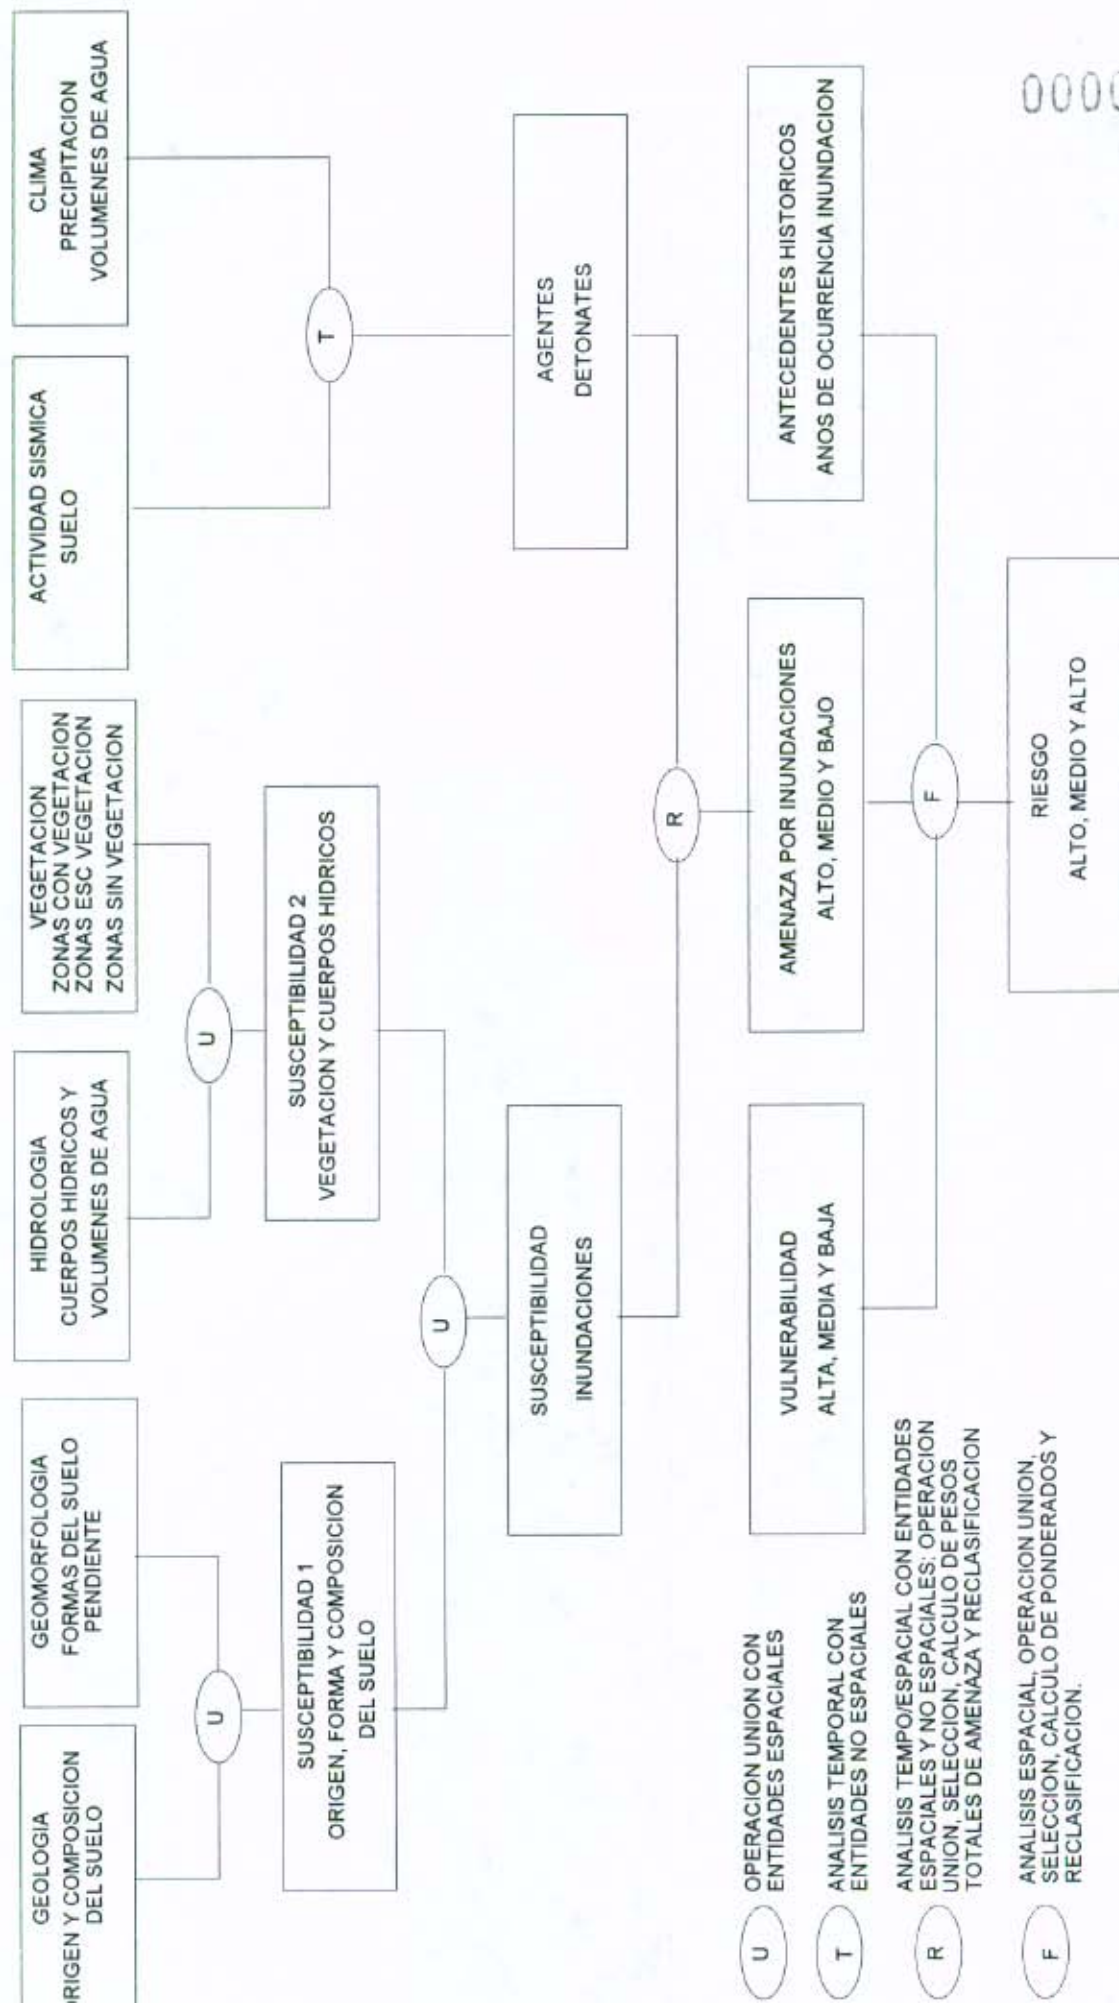 GEOLOGIA
ORIGEN Y COMPOSICION
DEL SUELO
GEOMORFOLOGIA
FORMAS DEL SUELO
PENDIENTE
HIDROLOGIA
CUERPOS HIDRICOS Y
VOLUMENES DE AGUA
VEGETACION
ZONAS CON VEGETACION
ZONAS ESC VEGETACION
ZONAS SIN VEGETACION
ACTIVIDAD SISMICA
SUELO
CLIMA
PRECIPITACION
VOLUMENES DE AGUA
U
U
T
SUSCEPTIBILIDAD 1
ORIGEN, FORMA Y COMPOSICION
DEL SUELO
SUSCEPTIBILIDAD 2
VEGETACION Y CUERPOS HIDRICOS
U
SUSCEPTIBILIDAD
INUNDACIONES
AGENTES
DETONATES
R
VULNERABILIDAD
ALTA, MEDIA Y BAJA
AMENAZA POR INUNDACIONES
ALTO, MEDIO Y BAJO
ANTECEDENTES HISTORICOS
ANOS DE OCURRENCIA INUNDACION
F
RIESGO
ALTO, MEDIO Y ALTO
U
OPERACION UNION CON
ENTIDADES ESPACIALES
T
ANALISIS TEMPORAL CON
ENTIDADES NO ESPACIALES
R
ANALISIS TEMPO/ESPACIAL CON ENTIDADES
ESPACIALES Y NO ESPACIALES; OPERACION
UNION, SELECCION, CALCULO DE PESOS
TOTALES DE AMENAZA Y RECLASIFICACION
F
ANALISIS ESPACIAL, OPERACION UNION,
SELECCION, CALCULO DE PONDERADOS Y
RECLASIFICACION.